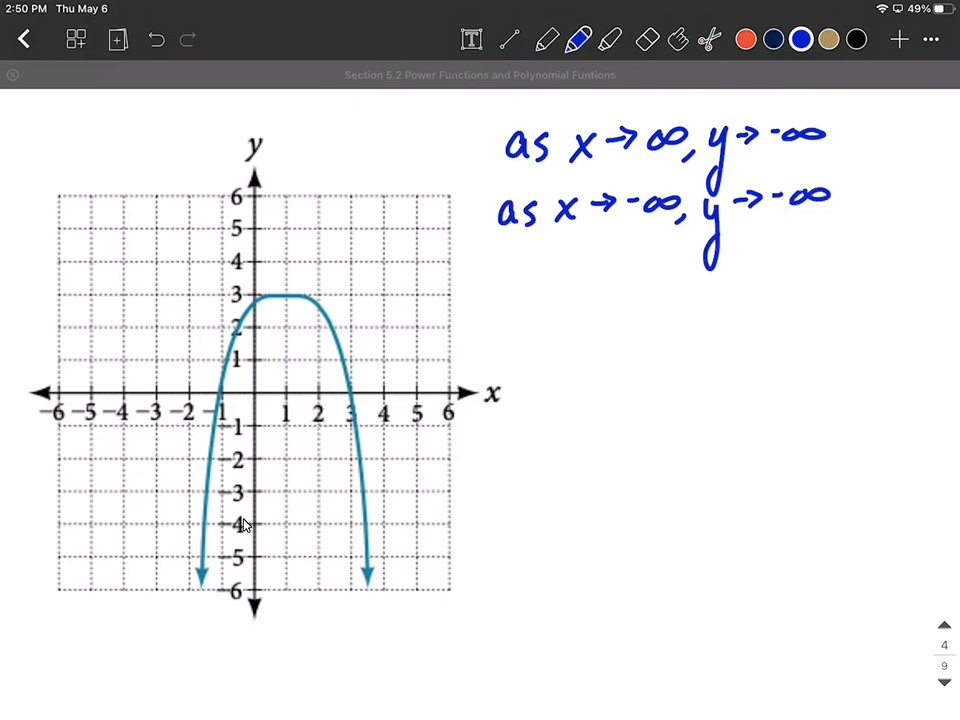 2:50 PM Thu May 6
49%
Section 5.2 Power Functions and Polynomial Funtions
as x → ∞, y → -∞
as x → -∞, y → -∞
y
6
5
4
3
2
1
−6 −5 −4 −3 −2 −1 1 2 3 4 5 6 x
−1
−2
−3
−4
−5
−6
4
9